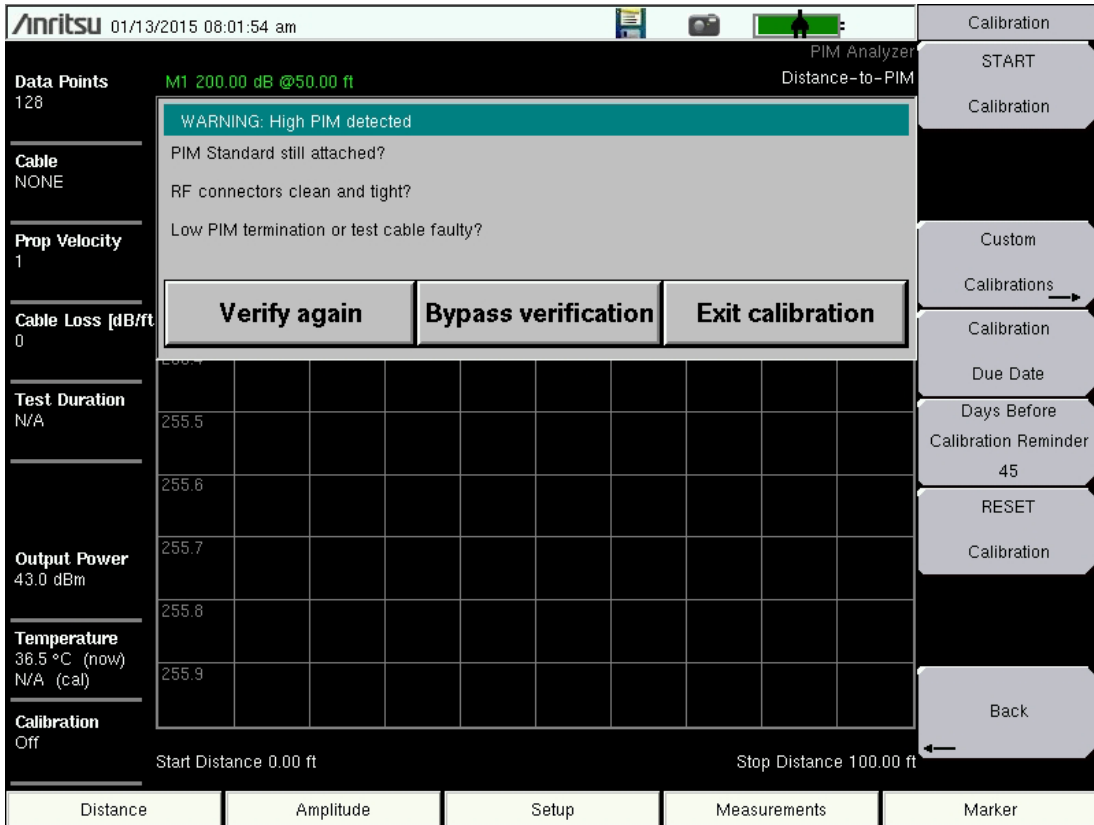 Anritsu 01/13/2015 08:01:54 am
PIM Analyzer
M1 200.00 dB @50.00 ft
Distance-to-PIM
Data Points
128
Cable
NONE
Prop Velocity
1
Cable Loss [dB/ft
0
Test Duration
N/A
Output Power
43.0 dBm
Temperature
36.5 °C (now)
N/A (cal)
Calibration
Off
WARNING: High PIM detected
PIM Standard still attached?
RF connectors clean and tight?
Low PIM termination or test cable faulty?
Verify again
Bypass verification
Exit calibration
255.5
255.6
255.7
255.8
255.9
Start Distance 0.00 ft
Stop Distance 100.00 ft
Calibration
START
Calibration
Custom
Calibrations
Calibration
Due Date
Days Before
Calibration Reminder
45
RESET
Calibration
Back
Distance
Amplitude
Setup
Measurements
Marker